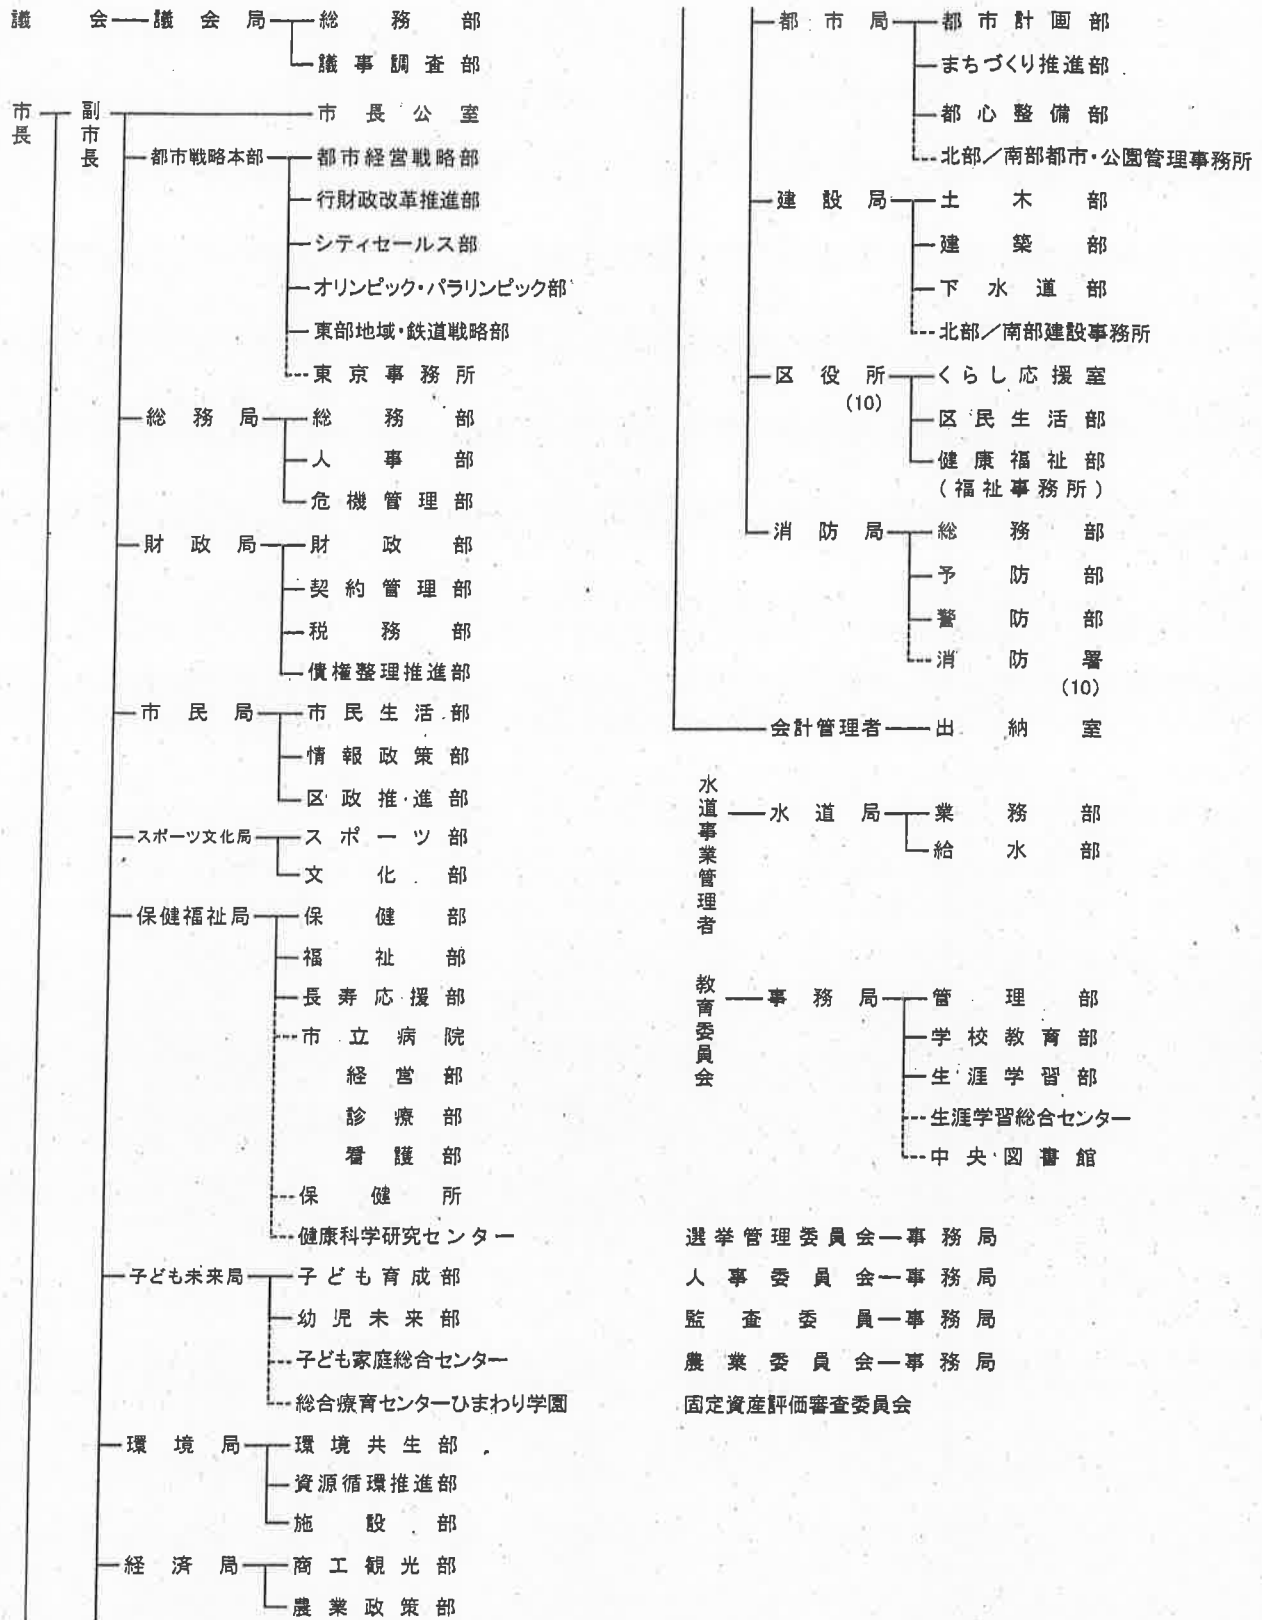 議会 議会局 総務部
議事調査部
市長 副市長 市長公室
都市戦略本部 都市経営戦略部
行財政改革推進部
シティセールス部
オリンピック・パラリンピック部
東部地域・鉄道戦略部
東京事務所
総務局 総務部
人事部
危機管理部
財政局 財政部
契約管理部
税務部
債権整理推進部
市民局 市民生活部
情報政策部
区政推進部
スポーツ文化局 スポーツ部
文化部
保健福祉局 保健部
福祉部
長寿応援部
市立病院
経営部
診療部
看護部
保健所
健康科学研究センター
子ども未来局 子ども育成部
幼児未来部
子ども家庭総合センター
総合療育センターひまわり学園
環境局 環境共生部
資源循環推進部
施設部
経済局 商工観光部
農業政策部
都市局 都市計画部
まちづくり推進部
都心整備部
北部/南部都市・公園管理事務所
建設局 土木部
建築部
下水道部
北部/南部建設事務所
区役所 くらし応援室
(10)
区民生活部
健康福祉部
(福祉事務所)
消防局 総務部
予防部
警防部
消防署
(10)
会計管理者 出納室
水道事業管理者 水道局 業務部
給水部
教育委員会 事務局 管理部
学校教育部
生涯学習部
生涯学習総合センター
中央図書館
選挙管理委員会 事務局
人事委員会 事務局
監査委員 事務局
農業委員会 事務局
固定資産評価審査委員会